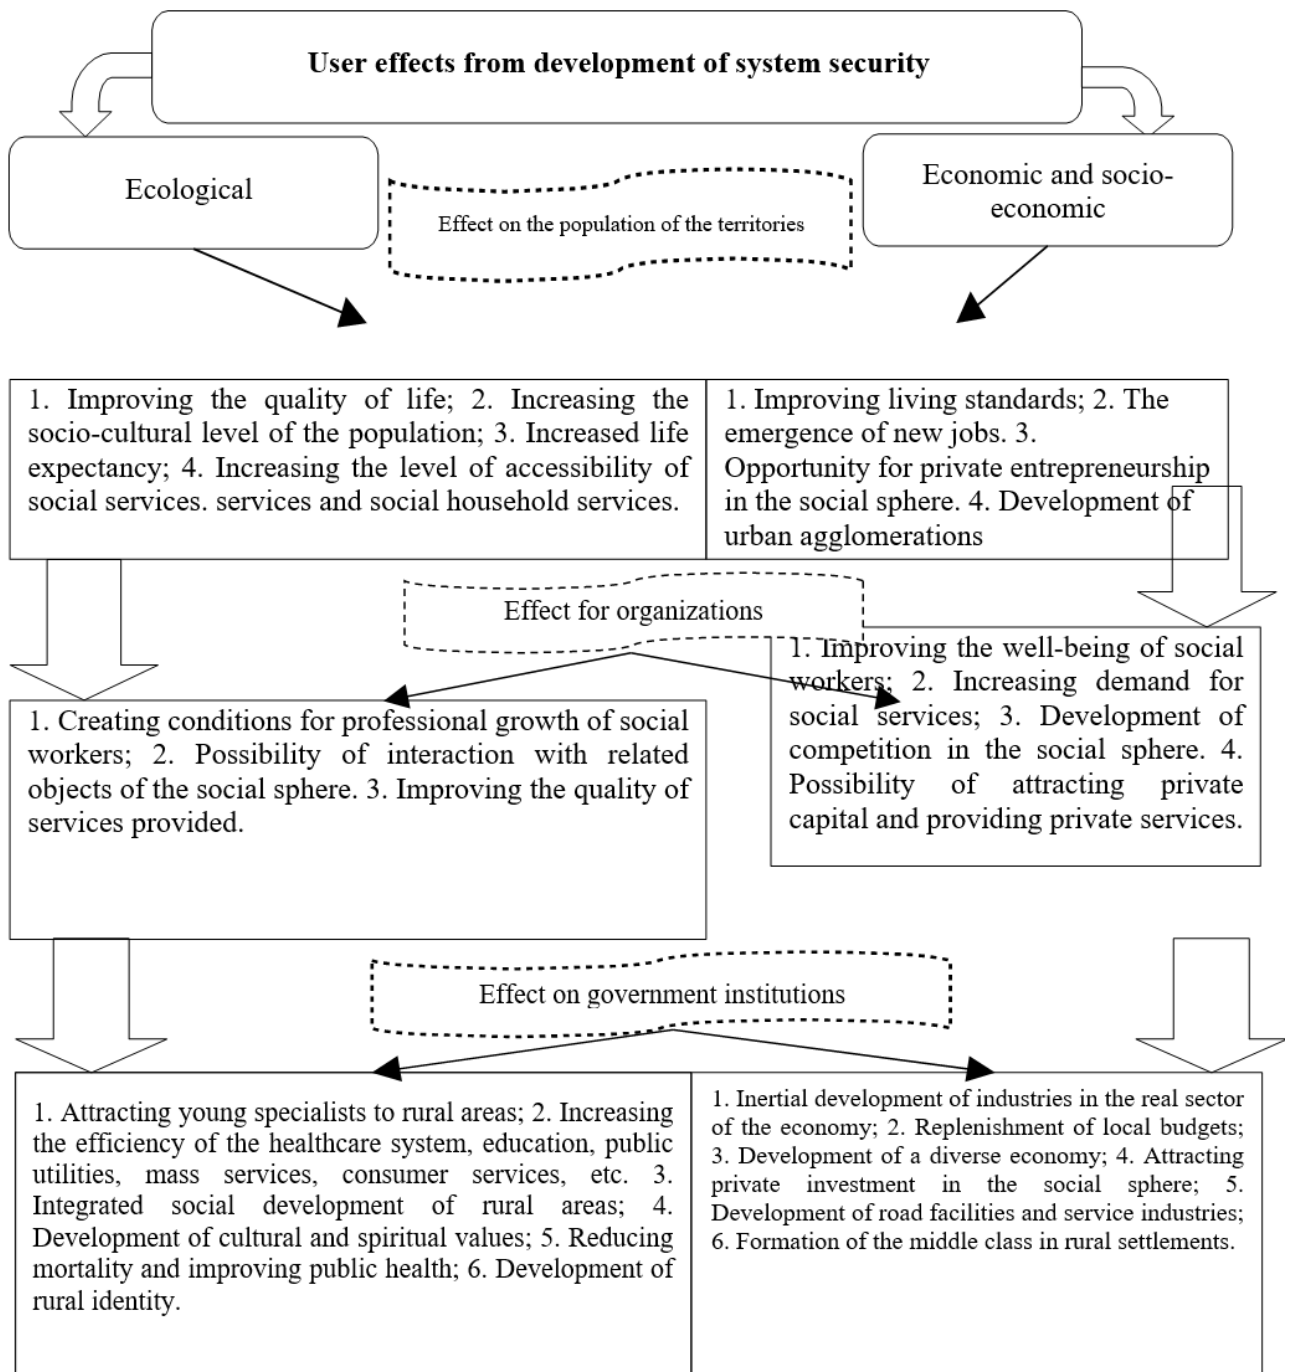 User effects from development of system security
Ecological
Effect on the population of the territories
Economic and socio-
economic
1. Improving the quality of life; 2. Increasing the
socio-cultural level of the population; 3. Increased life
expectancy; 4. Increasing the level of accessibility of
social services. services and social household services.
1. Improving living standards; 2. The
emergence of new jobs. 3.
Opportunity for private entrepreneurship
in the social sphere. 4. Development of
urban agglomerations
Effect for organizations
1. Creating conditions for professional growth of social
workers; 2. Possibility of interaction with related
objects of the social sphere. 3. Improving the quality of
services provided.
1. Improving the well-being of social
workers; 2. Increasing demand for
social services; 3. Development of
competition in the social sphere. 4.
Possibility of attracting private
capital and providing private services.
Effect on government institutions
1. Attracting young specialists to rural areas; 2. Increasing
the efficiency of the healthcare system, education, public
utilities, mass services, consumer services, etc. 3.
Integrated social development of rural areas; 4.
Development of cultural and spiritual values; 5. Reducing
mortality and improving public health; 6. Development of
rural identity.
1. Inertial development of industries in the real sector
of the economy; 2. Replenishment of local budgets;
3. Development of a diverse economy; 4. Attracting
private investment in the social sphere; 5.
Development of road facilities and service industries;
6. Formation of the middle class in rural settlements.